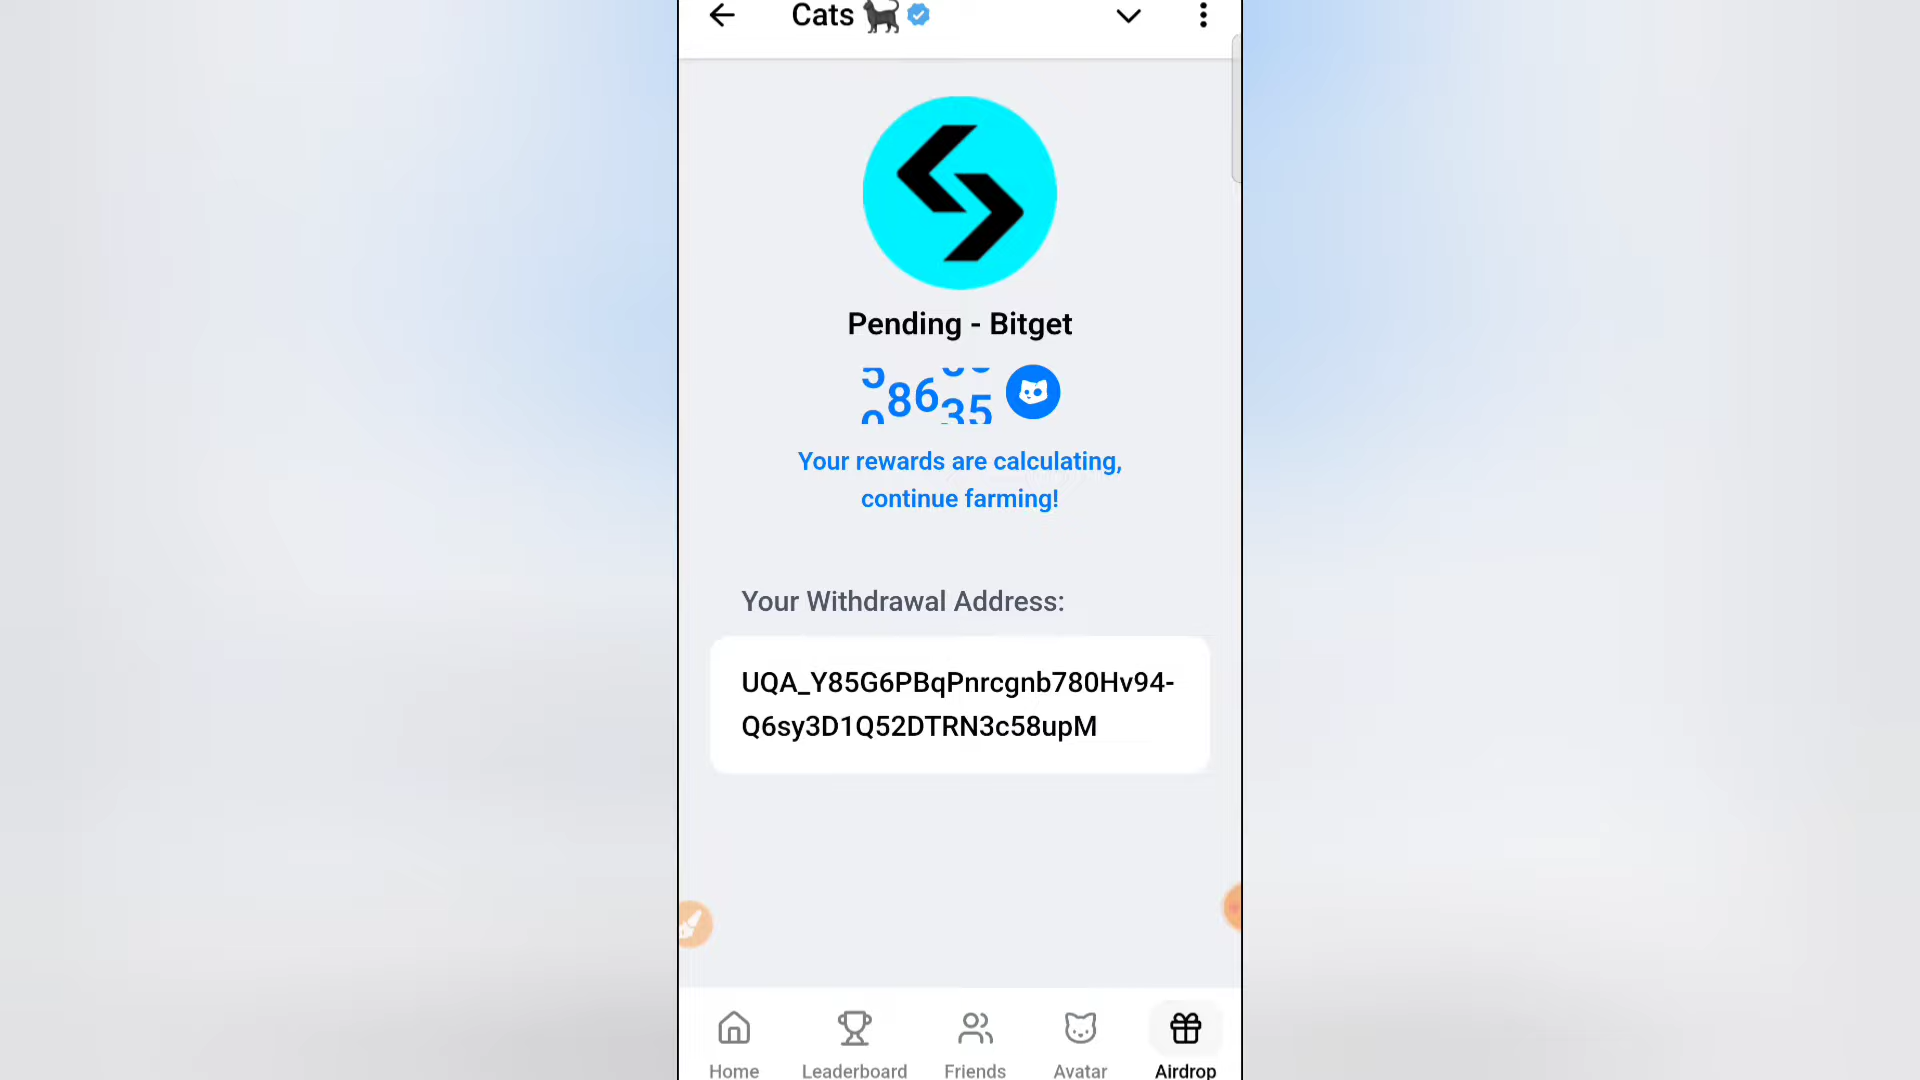 Cats
Pending - Bitget
Your rewards are calculating,
continue farming!
Your Withdrawal Address:
UQA_Y85G6PBqPnrcgnb780Hv94-
Q6sy3D1Q52DTRN3c58upM
Home Leaderboard Friends Avatar Airdrop